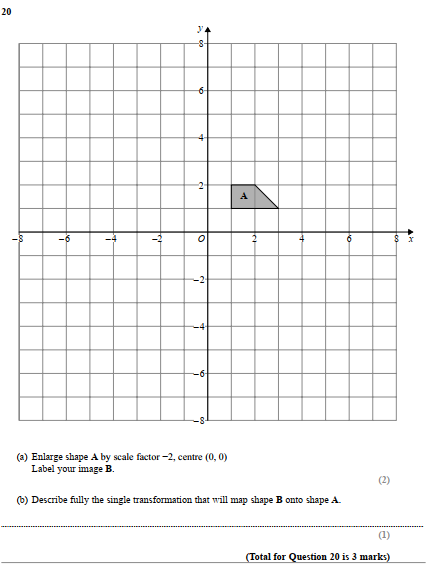 20
y
8
6
4
2
A
-8 -6 -4 -2 O 2 4 6 8 x
-2
-4
-6
-8
(a) Enlarge shape A by scale factor −2, centre (0, 0)
Label your image B.
(2)
(b) Describe fully the single transformation that will map shape B onto shape A.
(1)
(Total for Question 20 is 3 marks)